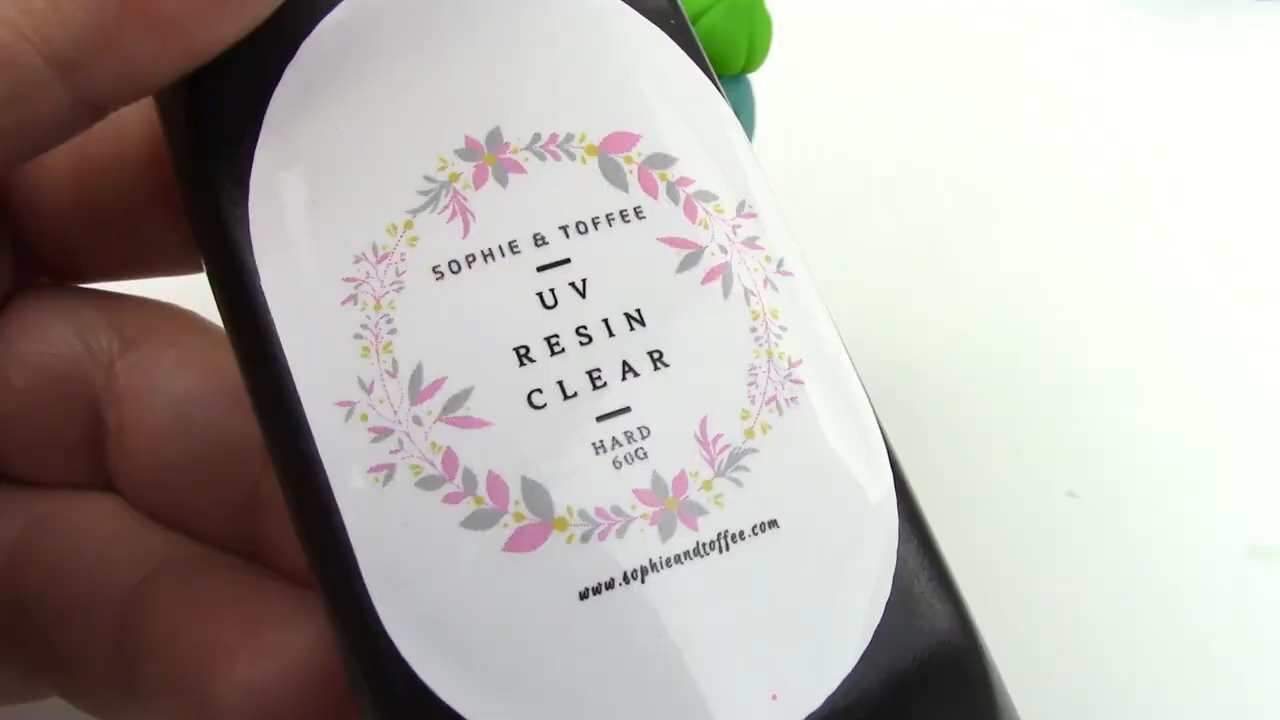 SOPHIE & TOFFEE
UV
RESIN
CLEAR
HARD
60G
www.sophieandtoffee.com